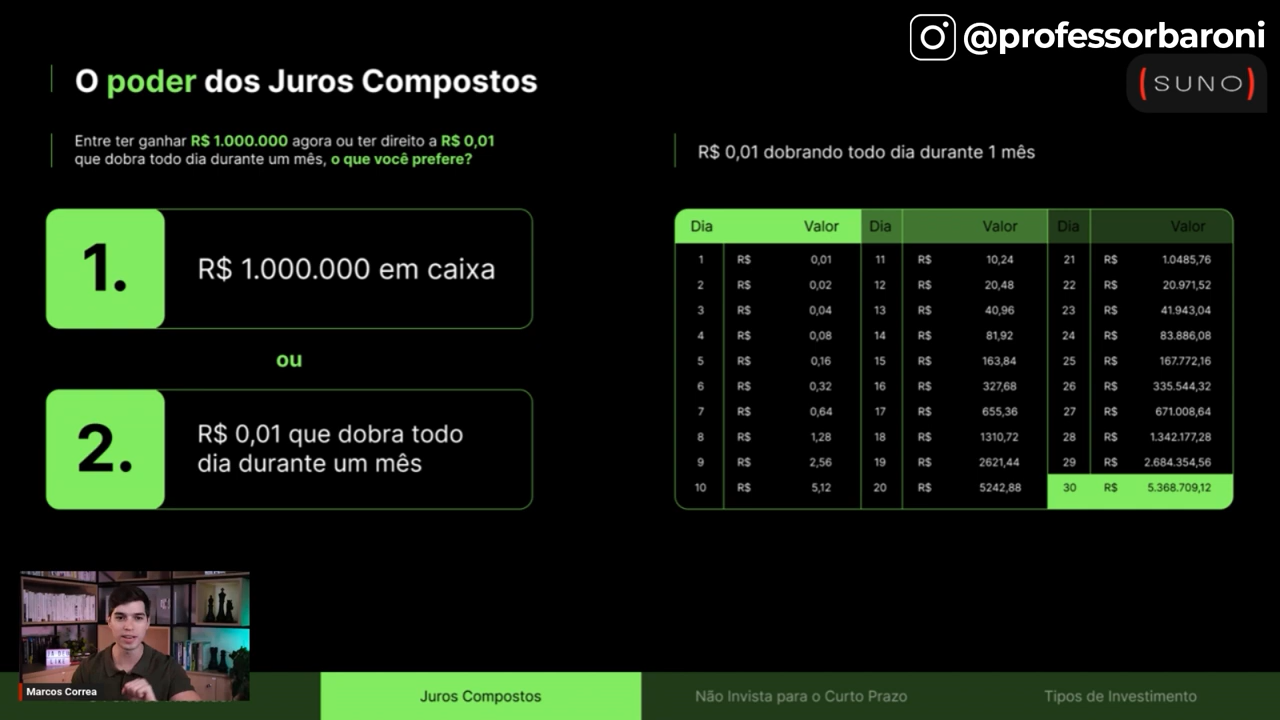 @professorbaroni
(SUNO)
O poder dos Juros Compostos
Entre ter ganhar R$ 1.000.000 agora ou ter direito a R$ 0,01
que dobra todo dia durante um mês, o que você prefere?
1.
R$ 1.000.000 em caixa
ou
2.
R$ 0,01 que dobra todo
dia durante um mês
R$ 0,01 dobrando todo dia durante 1 mês
Dia Valor Dia Valor Dia Valor
1 R$ 0,01 11 R$ 10,24 21 R$ 1.0485,76
2 R$ 0,02 12 R$ 20,48 22 R$ 20.971,52
3 R$ 0,04 13 R$ 40,96 23 R$ 41.943,04
4 R$ 0,08 14 R$ 81,92 24 R$ 83.886,08
5 R$ 0,16 15 R$ 163,84 25 R$ 167.772,16
6 R$ 0,32 16 R$ 327,68 26 R$ 335.544,32
7 R$ 0,64 17 R$ 655,36 27 R$ 671.008,64
8 R$ 1,28 18 R$ 1310,72 28 R$ 1.342.177,28
9 R$ 2,56 19 R$ 2621,44 29 R$ 2.684.354,56
10 R$ 5,12 20 R$ 5242,88 30 R$ 5.368.709,12
Marcos Correa
Juros Compostos
Não Invista para o Curto Prazo
Tipos de Investimento